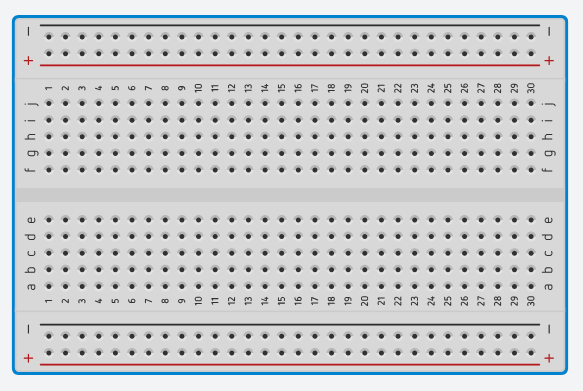 − −
+ +
1 2 3 4 5 6 7 8 9 10 11 12 13 14 15 16 17 18 19 20 21 22 23 24 25 26 27 28 29 30
j j
i i
h h
g g
f f
e e
d d
c c
b b
a a
1 2 3 4 5 6 7 8 9 10 11 12 13 14 15 16 17 18 19 20 21 22 23 24 25 26 27 28 29 30
− −
+ +